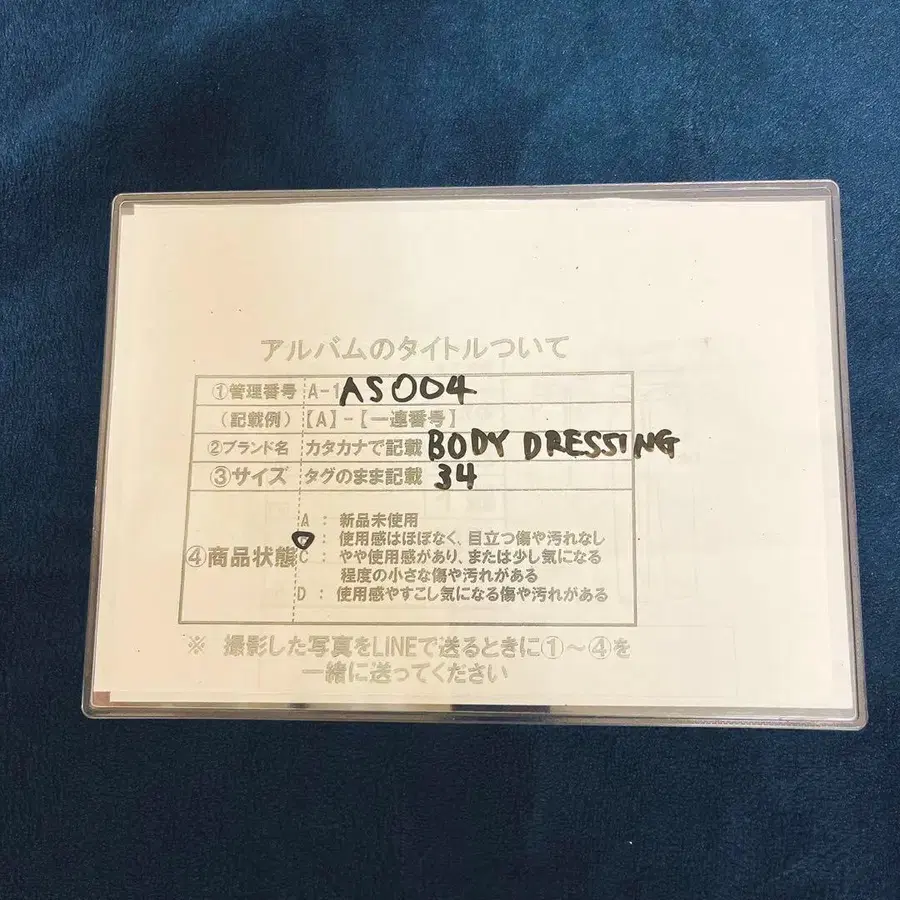 アルバムのタイトルついて
①管理番号 A-1 AS004
(記載例) 【A】-【一連番号】
②ブランド名 カタカナで記載 BODY DRESSING
③サイズ タグのまま記載 34
④商品状態
A : 新品未使用
: 使用感はほぼなく、目立つ傷や汚れなし
C : やや使用感があり、または少し気になる
程度の小さな傷や汚れがある
D : 使用感やすこし気になる傷や汚れがある
※ 撮影した写真をLINEで送るときに①~④を
一緒に送ってください